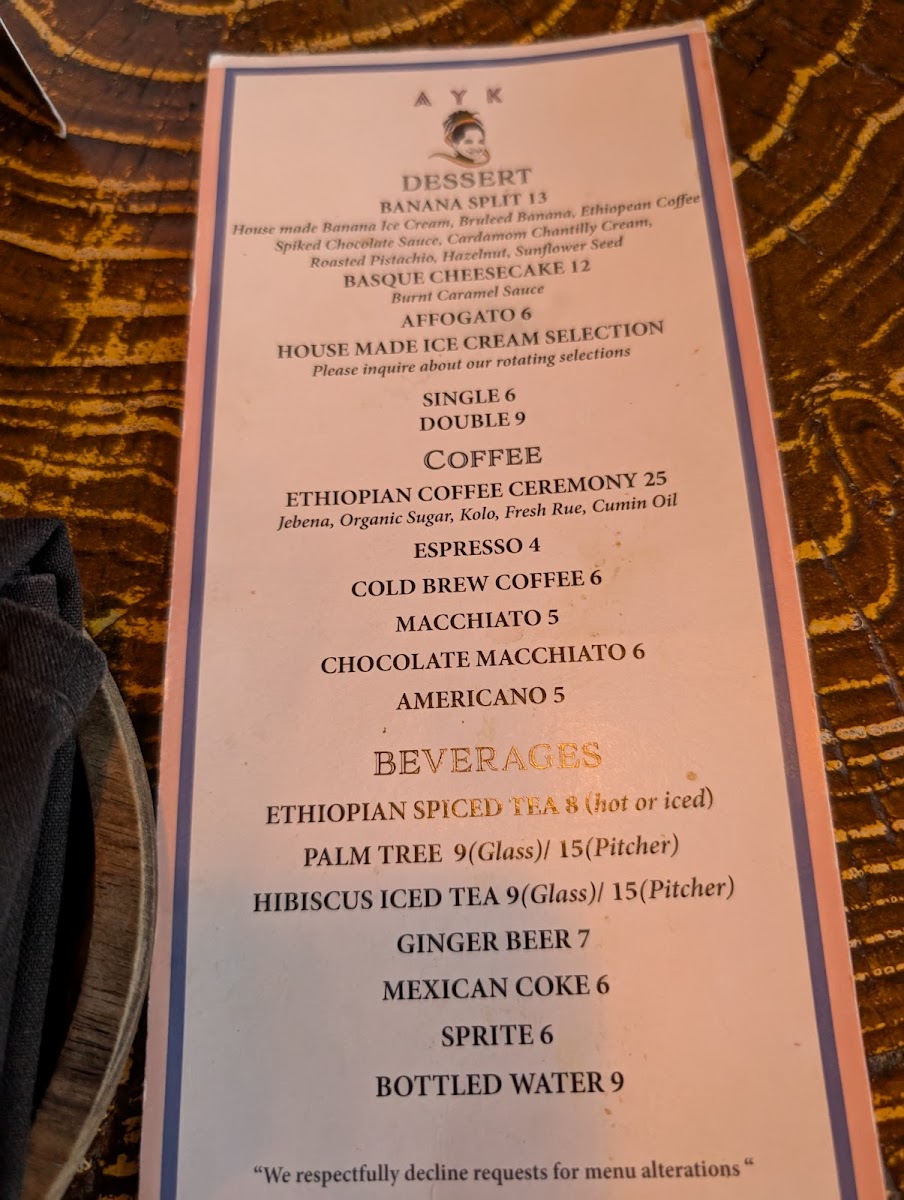 AYK
DESSERT
BANANA SPLIT 13
House made Banana Ice Cream, Bruleed Banana, Ethiopean Coffee
Spiked Chocolate Sauce, Cardamom Chantilly Cream,
Roasted Pistachio, Hazelnut, Sunflower Seed
BASQUE CHEESECAKE 12
Burnt Caramel Sauce
AFFOGATO 6
HOUSE MADE ICE CREAM SELECTION
Please inquire about our rotating selections
SINGLE 6
DOUBLE 9
COFFEE
ETHIOPIAN COFFEE CEREMONY 25
Jebena, Organic Sugar, Kolo, Fresh Rue, Cumin Oil
ESPRESSO 4
COLD BREW COFFEE 6
MACCHIATO 5
CHOCOLATE MACCHIATO 6
AMERICANO 5
BEVERAGES
ETHIOPIAN SPICED TEA 8 (hot or iced)
PALM TREE 9(Glass)/ 15(Pitcher)
HIBISCUS ICED TEA 9(Glass)/ 15(Pitcher)
GINGER BEER 7
MEXICAN COKE 6
SPRITE 6
BOTTLED WATER 9
“We respectfully decline requests for menu alterations “